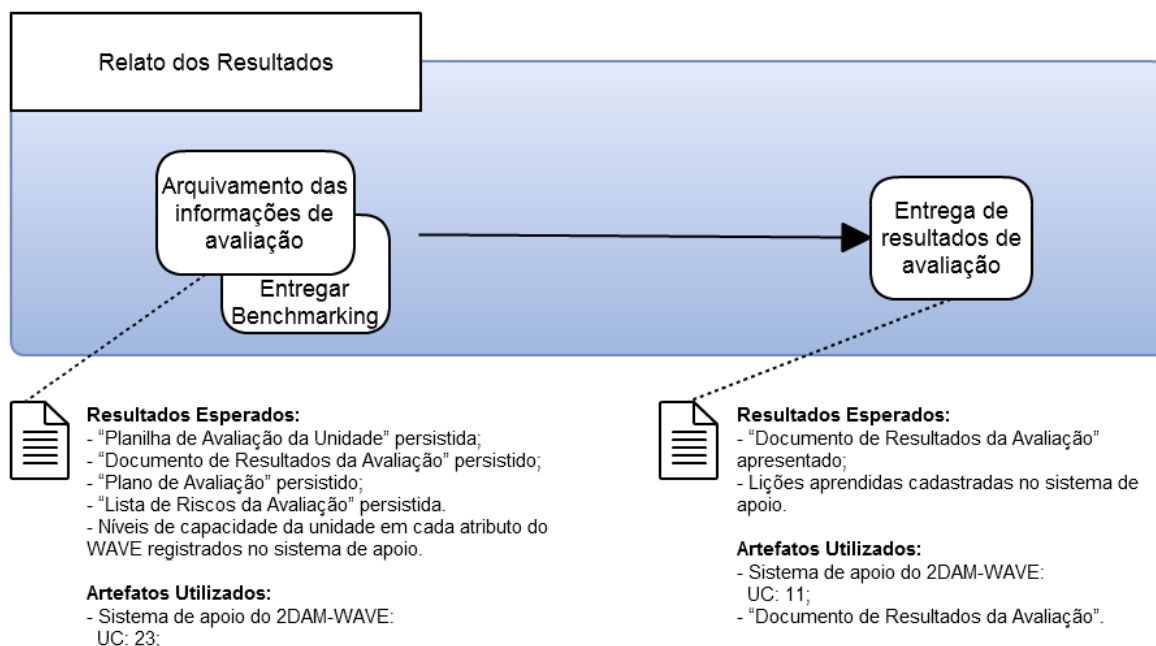 Relato dos Resultados
Arquivamento das
informações de
avaliação
Entregar
Benchmarking
Entrega de
resultados de
avaliação
Resultados Esperados:
- “Planilha de Avaliação da Unidade” persistida;
- “Documento de Resultados da Avaliação” persistido;
- “Plano de Avaliação” persistido;
- “Lista de Riscos da Avaliação” persistida.
- Níveis de capacidade da unidade em cada atributo do
WAVE registrados no sistema de apoio.
Artefatos Utilizados:
- Sistema de apoio do 2DAM-WAVE:
UC: 23:
Resultados Esperados:
- “Documento de Resultados da Avaliação”
apresentado;
- Lições aprendidas cadastradas no sistema de
apoio.
Artefatos Utilizados:
- Sistema de apoio do 2DAM-WAVE:
UC: 11;
- “Documento de Resultados da Avaliação”.